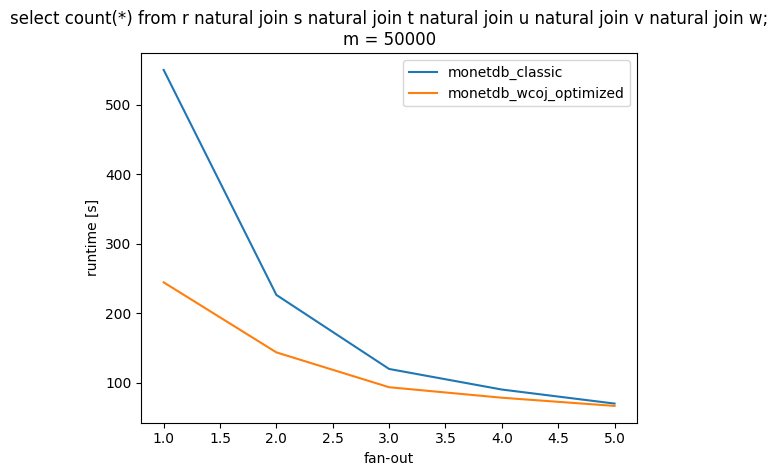 select count(*) from r natural join s natural join t natural join u natural join v natural join w;
m = 50000
monetdb_classic
monetdb_wcoj_optimized
runtime [s]
500
400
300
200
100
1.0 1.5 2.0 2.5 3.0 3.5 4.0 4.5 5.0
fan-out